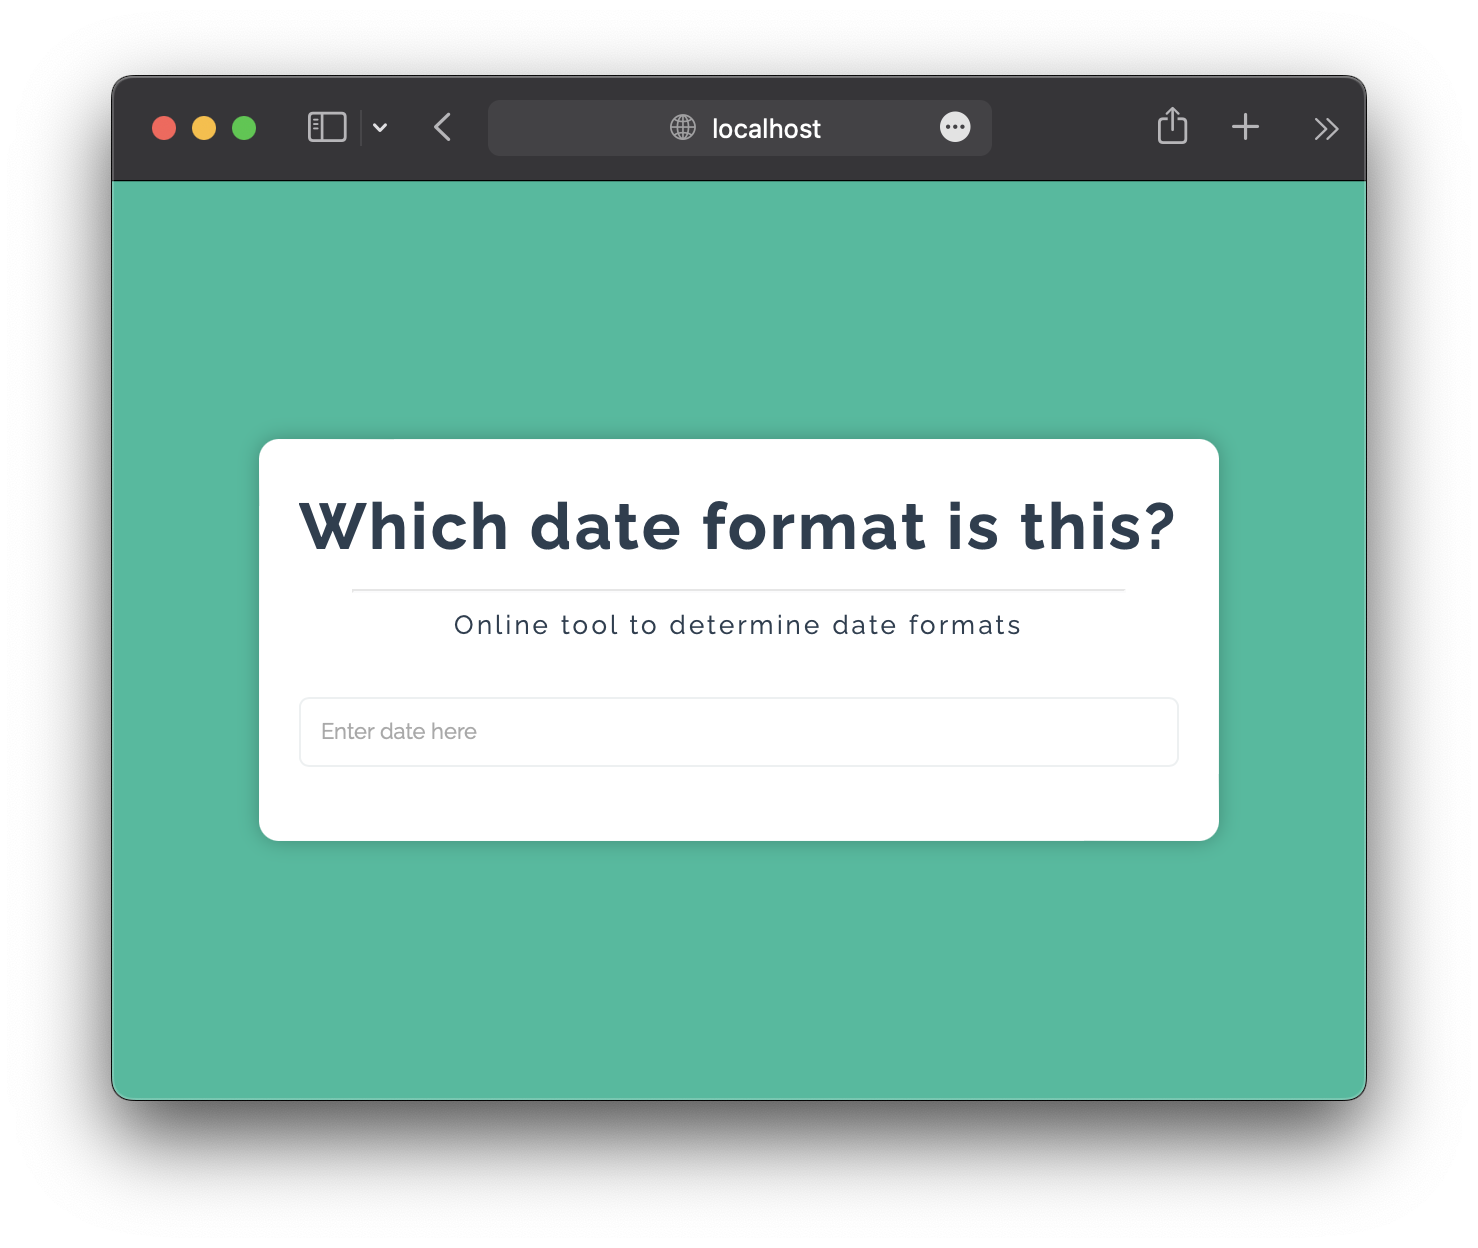 localhost
Which date format is this?
Online tool to determine date formats
Enter date here